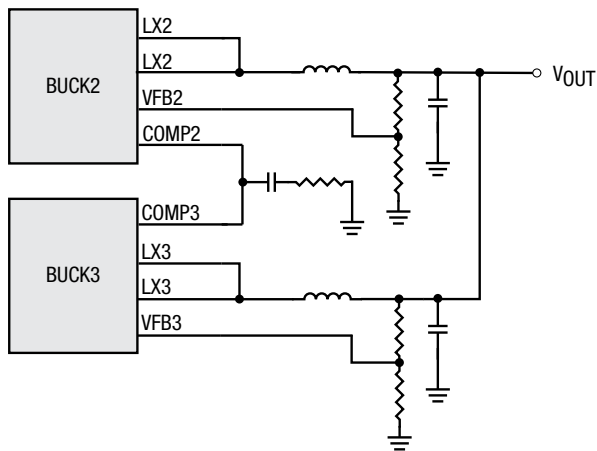 LX2
LX2
BUCK2
VFB2
COMP2
VOUT
COMP3
LX3
BUCK3
LX3
VFB3